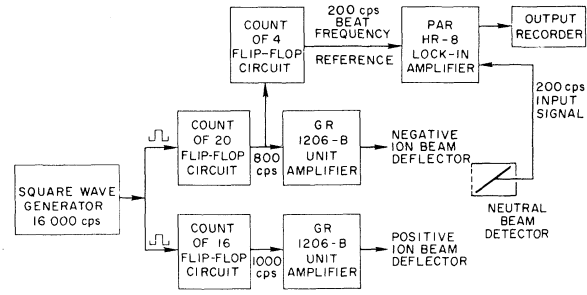 COUNT
OF 4
FLIP-FLOP
CIRCUIT
200 cps
BEAT
FREQUENCY
REFERENCE
PAR
HR-8
LOCK-IN
AMPLIFIER
OUTPUT
RECORDER
200 cps
INPUT
SIGNAL
COUNT
OF 20
FLIP-FLOP
CIRCUIT
800
cps
GR
1206-B
UNIT
AMPLIFIER
NEGATIVE
ION BEAM
DEFLECTOR
SQUARE WAVE
GENERATOR
16 000 cps
NEUTRAL
BEAM
DETECTOR
COUNT
OF 16
FLIP-FLOP
CIRCUIT
1000
cps
GR
1206-B
UNIT
AMPLIFIER
POSITIVE
ION BEAM
DEFLECTOR